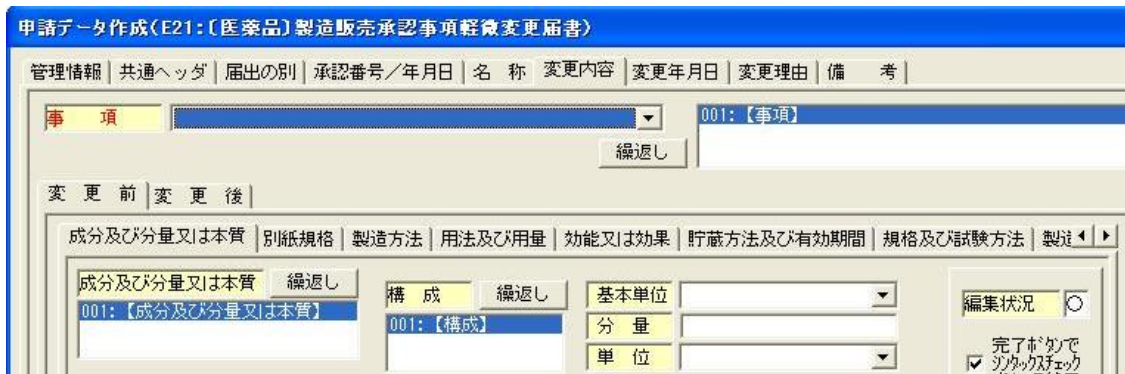 申請データ作成(E21:〔医薬品〕製造販売承認事項軽微変更届書)
管理情報 共通ヘッダ 届出の別 承認番号/年月日 名 称 変更内容 変更年月日 変更理由 備 考
事 項
001:【事項】
繰返し
変 更 前 変 更 後
成分及び分量又は本質 別紙規格 製造方法 用法及び用量 効能又は効果 貯蔵方法及び有効期間 規格及び試験方法 製造
成分及び分量又は本質 繰返し
001:【成分及び分量又は本質】
構 成 繰返し
001:【構成】
基本単位
分 量
単 位
編集状況 ○
完了ボタンで
シンタックスチェック